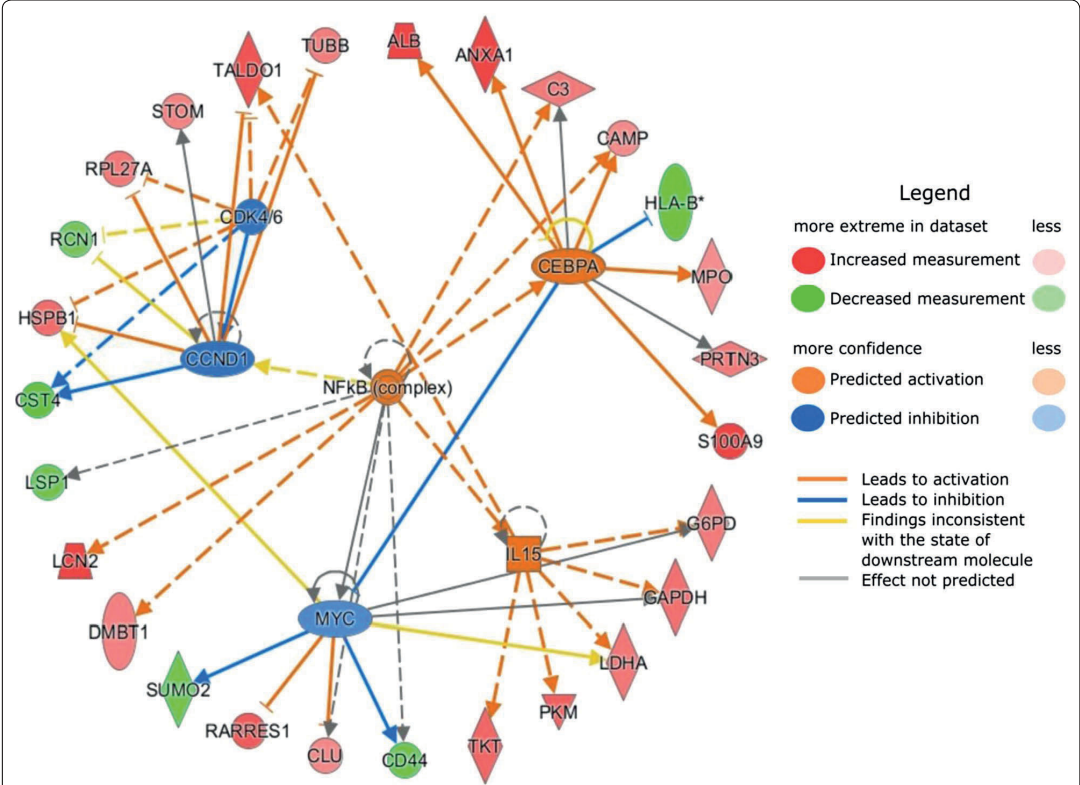 TUBB
ALB
ANXA1
TALDO1
C3
STOM
CAMP
RPL27A
HLA-B*
CDK4/6
RCN1
CEBPA
MPO
HSPB1
CCND1
PRTN3
NFkB (complex)
CST4
S100A9
LSP1
G6PD
IL15
LCN2
GAPDH
MYC
DMBT1
LDHA
SUMO2
PKM
RARRES1
CLU
CD44
TKT
Legend
more extreme in dataset less
Increased measurement
Decreased measurement
more confidence less
Predicted activation
Predicted inhibition
Leads to activation
Leads to inhibition
Findings inconsistent
with the state of
downstream molecule
Effect not predicted